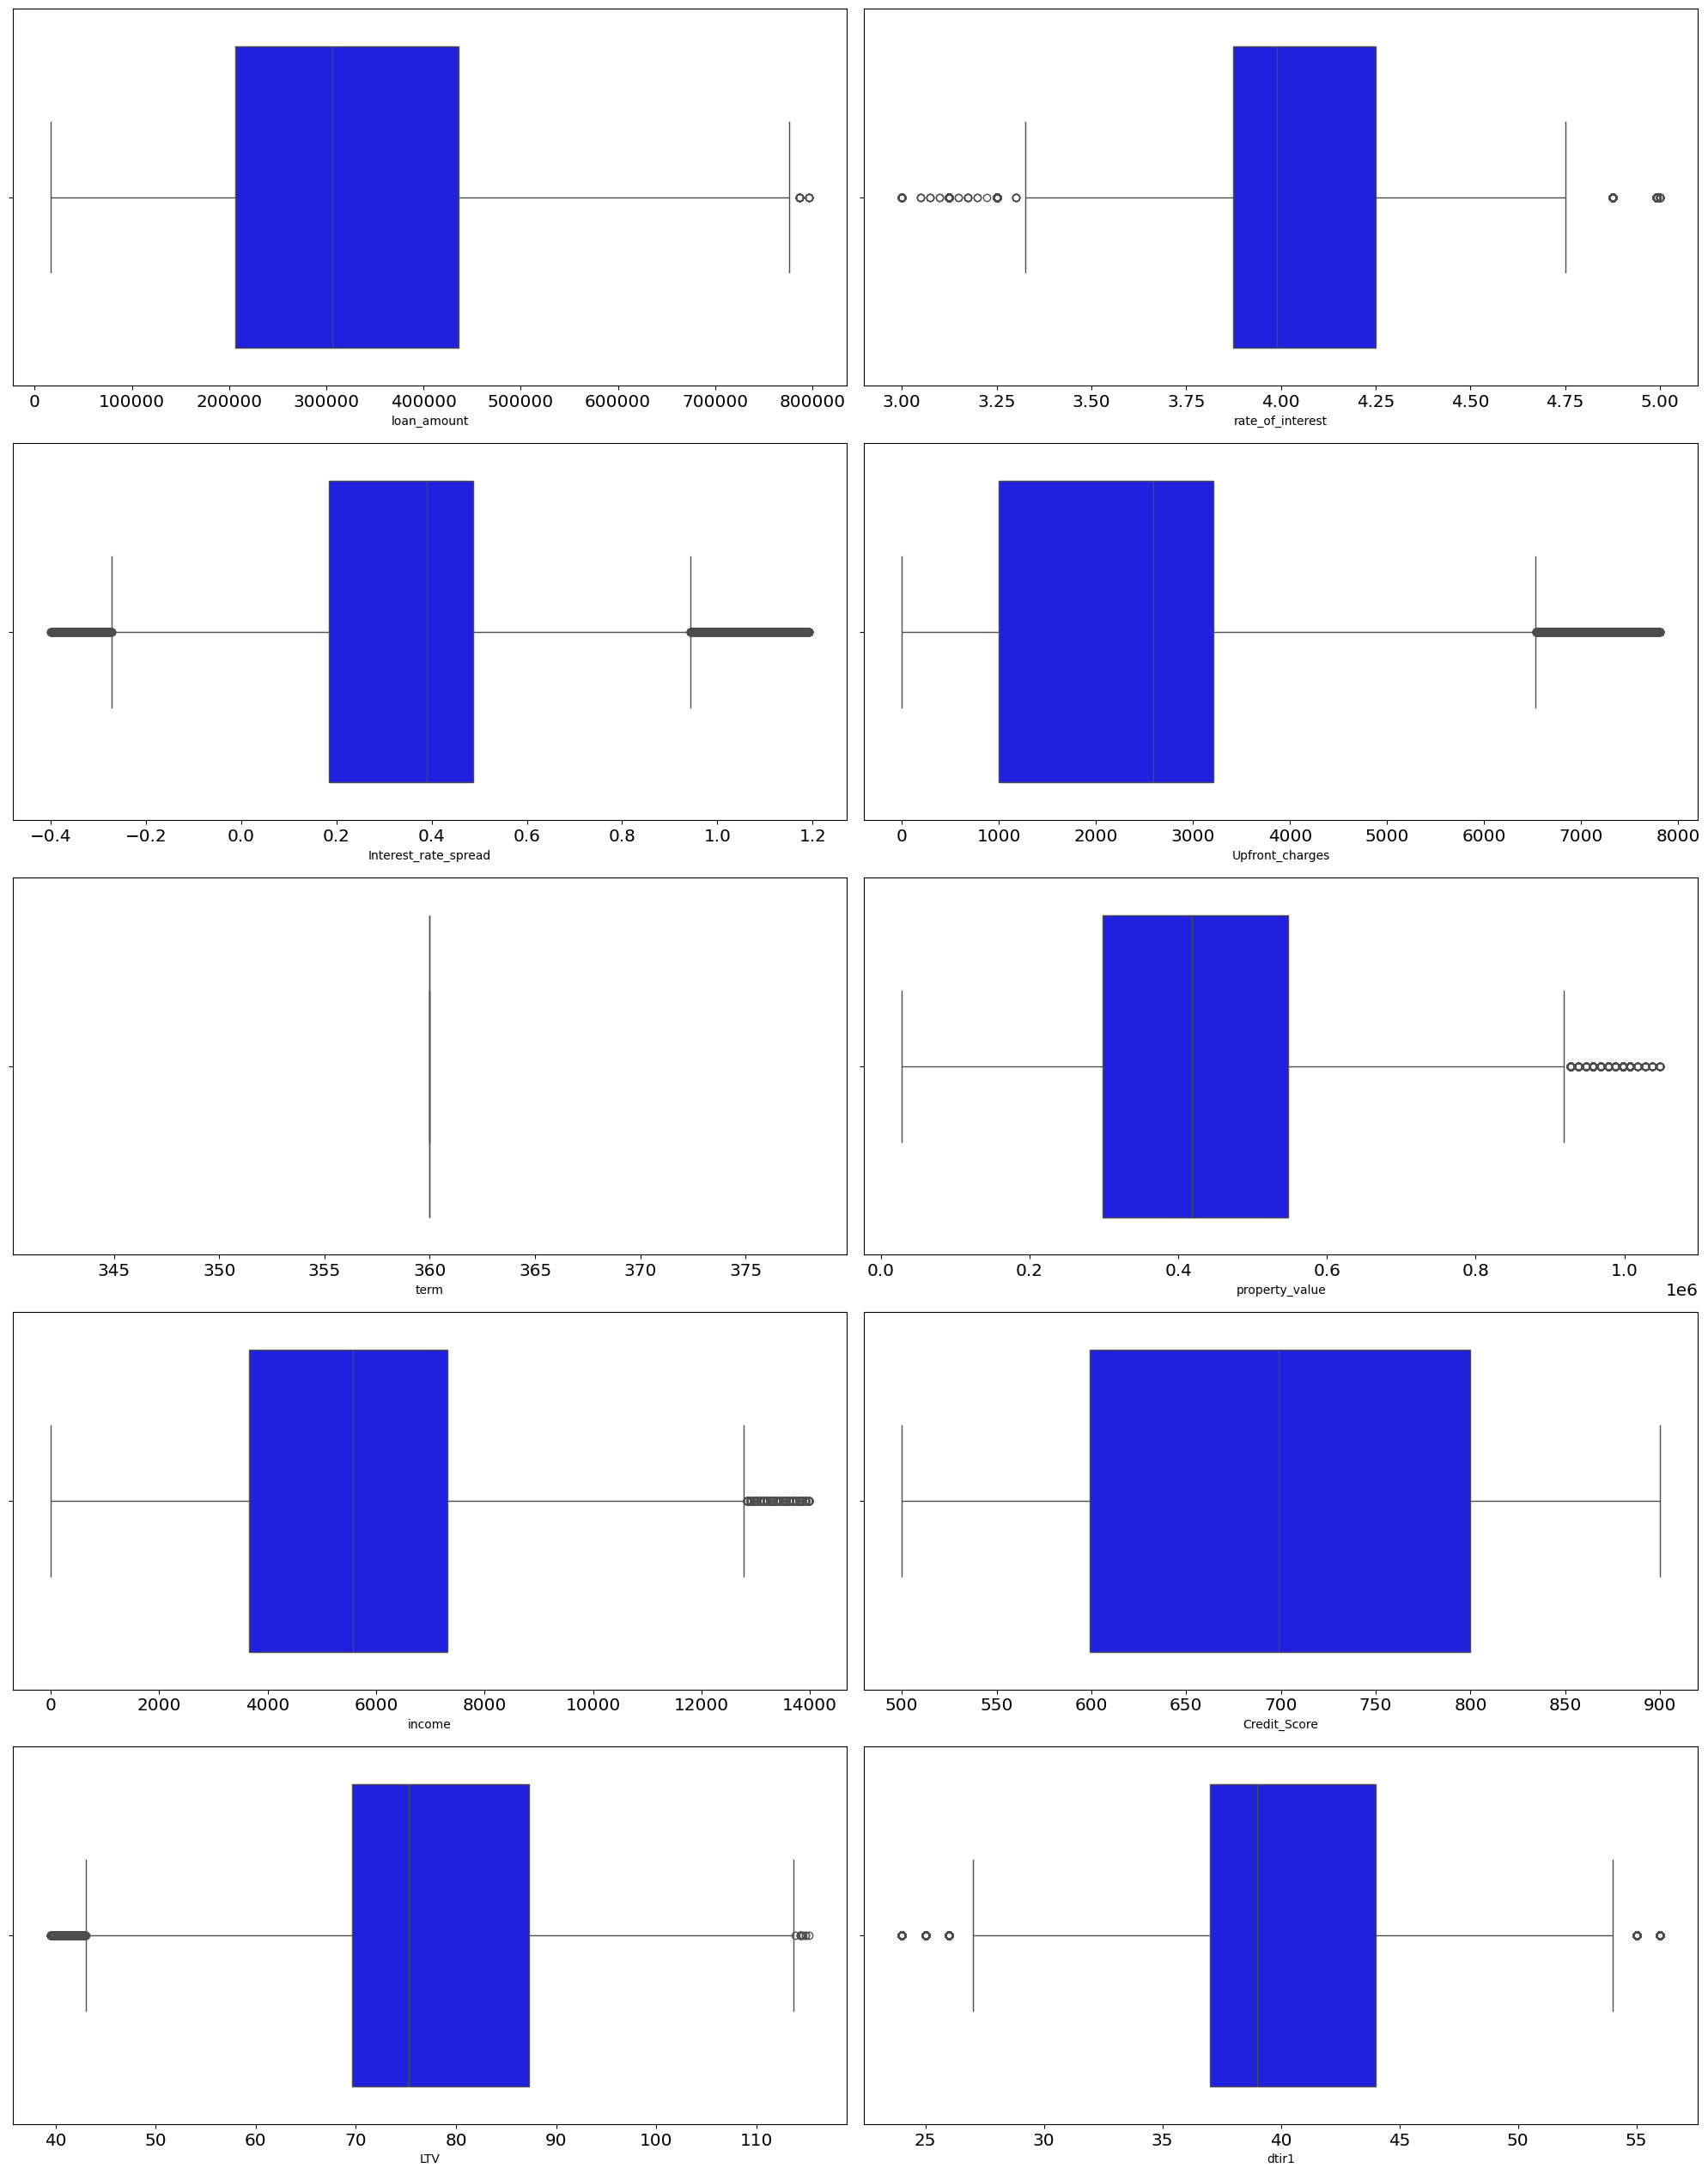 0 100000 200000 300000 400000 500000 600000 700000 800000
loan_amount
3.00 3.25 3.50 3.75 4.00 4.25 4.50 4.75 5.00
rate_of_interest
−0.4 −0.2 0.0 0.2 0.4 0.6 0.8 1.0 1.2
Interest_rate_spread
0 1000 2000 3000 4000 5000 6000 7000 8000
Upfront_charges
345 350 355 360 365 370 375
term
0.0 0.2 0.4 0.6 0.8 1.0
property_value
1e6
0 2000 4000 6000 8000 10000 12000 14000
income
500 550 600 650 700 750 800 850 900
Credit_Score
40 50 60 70 80 90 100 110
LTV
25 30 35 40 45 50 55
dtir1